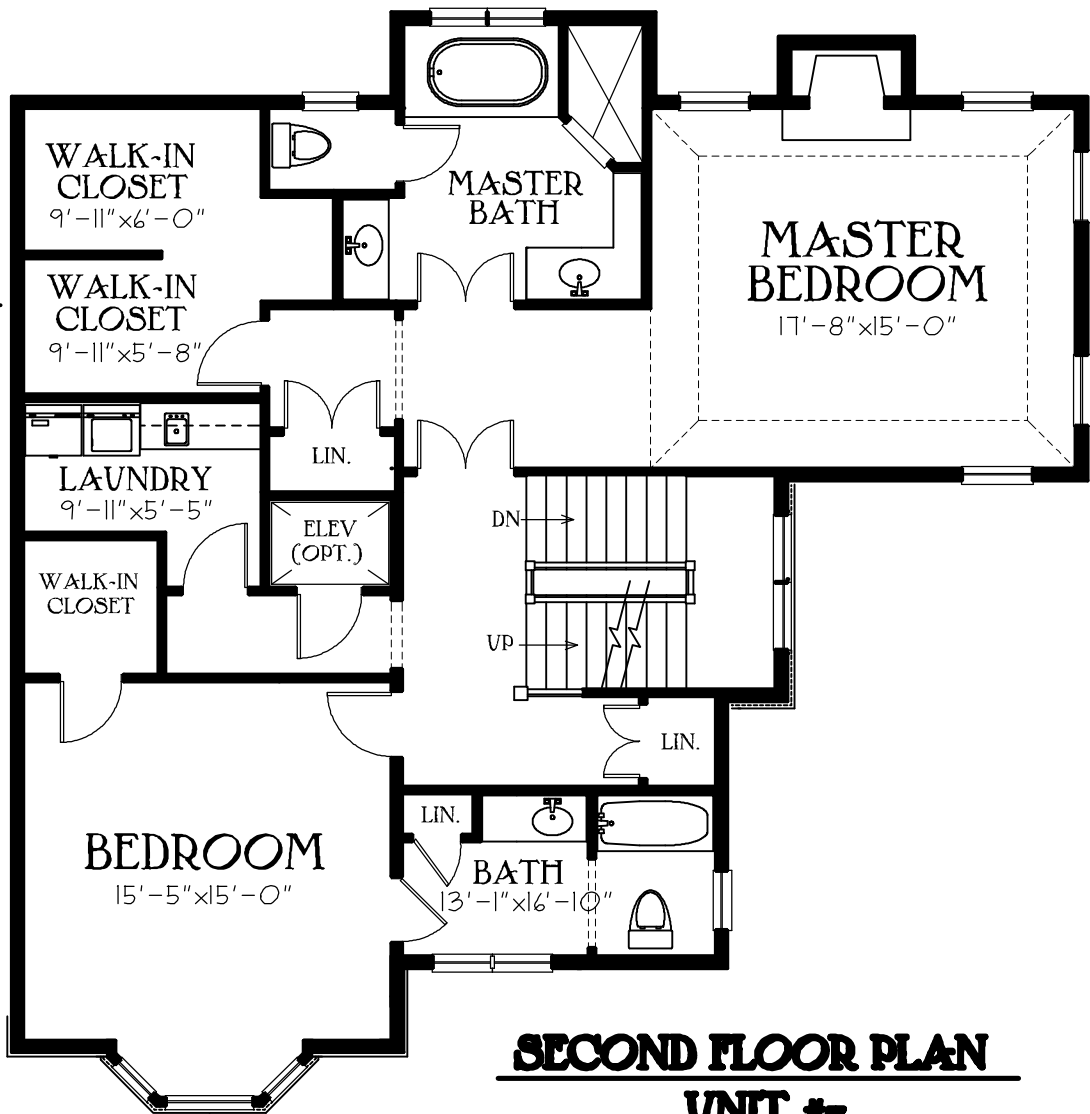 WALK-IN
CLOSET
9'-11"x6'-0"
MASTER
BATH
MASTER
BEDROOM
17'-8"x15'-0"
WALK-IN
CLOSET
9'-11"x5'-8"
LIN.
LAUNDRY
9'-11"x5'-5"
ELEV
(OPT.)
DN
WALK-IN
CLOSET
UP
LIN.
LIN.
BEDROOM
15'-5"x15'-0"
BATH
13'-1"x16'-10"
SECOND FLOOR PLAN
UNIT